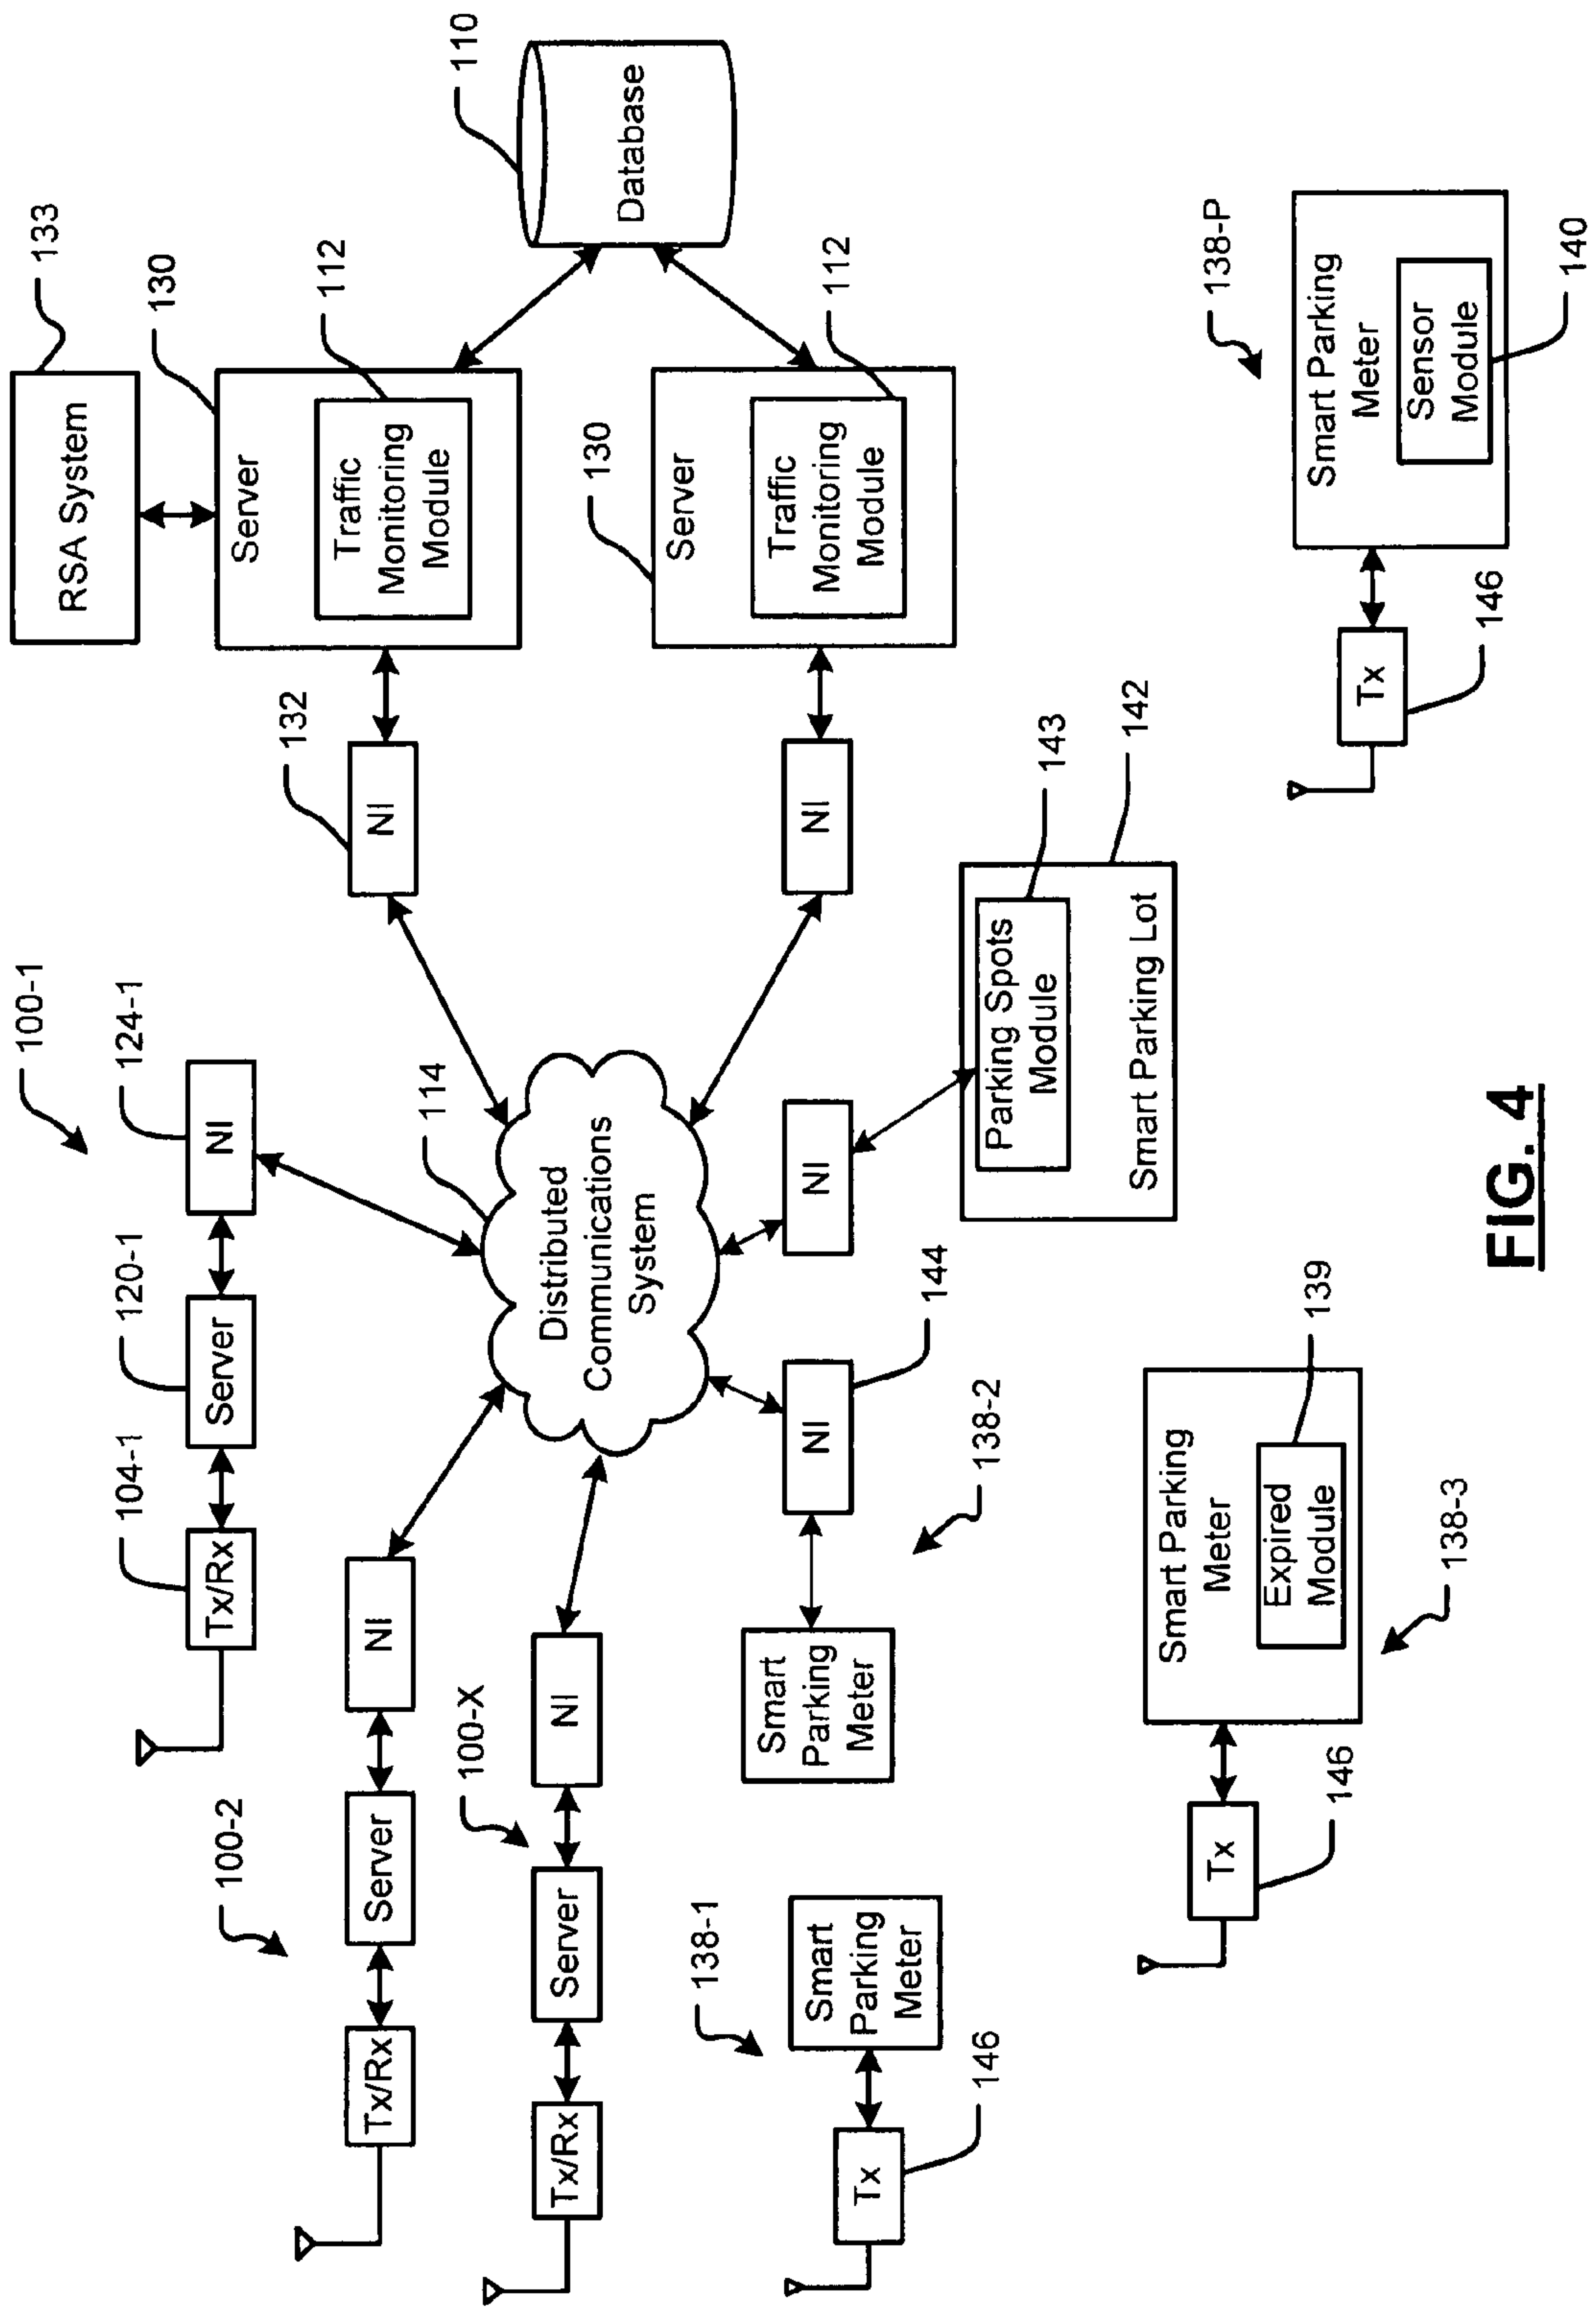 100-1
104-1
120-1
124-1
Tx/Rx
Server
NI
100-2
Tx/Rx
Server
NI
100-X
Tx/Rx
Server
NI
114
Distributed
Communications
System
132
NI
133
RSA System
130
Server
112
Traffic
Monitoring
Module
110
Database
NI
130
Server
112
Traffic
Monitoring
Module
138-1
Tx
Smart
Parking
Meter
146
Smart
Parking
Meter
NI
144
138-2
NI
143
142
Parking Spots
Module
Smart Parking Lot
Tx
146
Smart Parking
Meter
Expired
Module
139
138-3
138-P
Tx
146
Smart Parking
Meter
Sensor
Module
140
FIG. 4